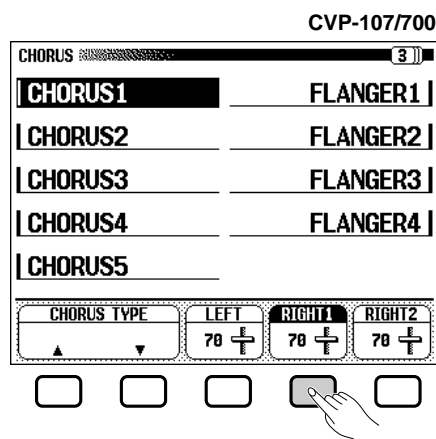 CVP-107/700
CHORUS 3
CHORUS1 FLANGER1
CHORUS2 FLANGER2
CHORUS3 FLANGER3
CHORUS4 FLANGER4
CHORUS5
CHORUS TYPE LEFT RIGHT1 RIGHT2
▲ ▼ 70 70 70